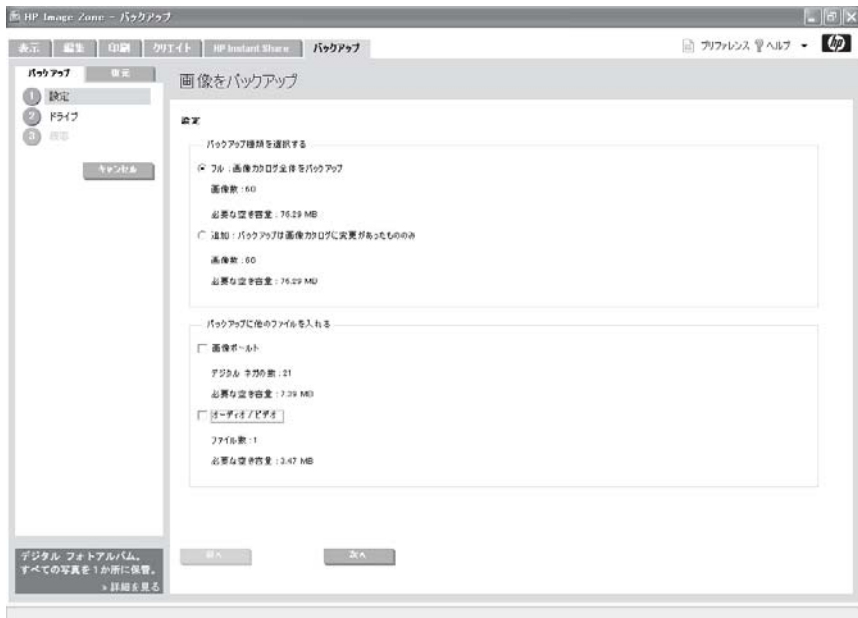 HP Image Zone - バックアップ
表示 編集 印刷 クリエイト HP Instant Share バックアップ
プリファレンス ヘルプ
hp
バックアップ 復元
画像をバックアップ
1 設定
2 ドライブ
3
キャンセル
設定
バックアップ種類を選択する
フル : 画像カタログ全体をバックアップ
画像数 : 60
必要な空き容量 : 76.29 MB
追加 : バックアップは画像カタログに変更があったもののみ
画像数 : 60
必要な空き容量 : 76.29 MB
バックアップに他のファイルを入れる
画像ボールト
デジタル ネガの数 : 21
必要な空き容量 : 7.39 MB
オーディオ / ビデオ
ファイル数 : 1
必要な空き容量 : 3.47 MB
前へ 次へ
デジタル フォトアルバム。
すべての写真を1か所に保管。
» 詳細を見る